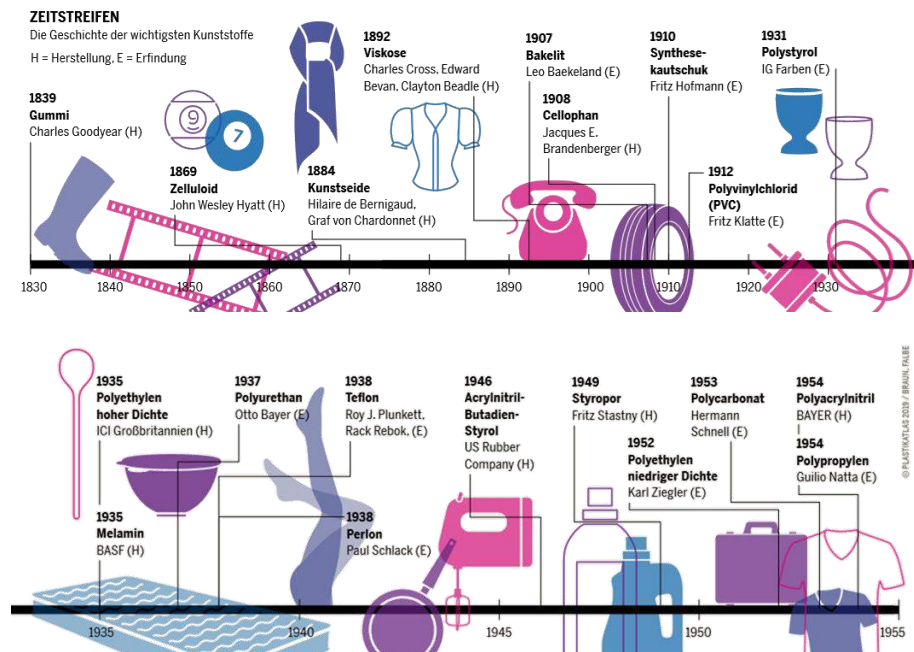 ZEITSTREIFEN
Die Geschichte der wichtigsten Kunststoffe
H = Herstellung, E = Erfindung
1839
Gummi
Charles Goodyear (H)
9
7
1869
Zelluloid
John Wesley Hyatt (H)
1884
Kunstseide
Hilaire de Bernigaud,
Graf von Chardonnet (H)
1892
Viskose
Charles Cross, Edward
Bevan, Clayton Beadle (H)
1907
Bakelit
Leo Baekeland (E)
1908
Cellophan
Jacques E.
Brandenberger (H)
1910
Synthese-
kautschuk
Fritz Hofmann (E)
1912
Polyvinylchlorid
(PVC)
Fritz Klatte (E)
1931
Polystyrol
IG Farben (E)
1830
1840
1850
1860
1870
1880
1890
1900
1910
1920
1930
1935
Polyethylen
hoher Dichte
ICI Großbritannien (H)
1935
Melamin
BASF (H)
1937
Polyurethan
Otto Bayer (E)
1938
Teflon
Roy J. Plunkett,
Rack Rebok, (E)
1938
Perlon
Paul Schlack (E)
1946
Acrylnitril-
Butadien-
Styrol
US Rubber
Company (H)
1949
Styropor
Fritz Stastny (H)
1952
Polyethylen
niedriger Dichte
Karl Ziegler (E)
1953
Polycarbonat
Hermann
Schnell (E)
1954
Polyacrylnitril
BAYER (H)
1954
Polypropylen
Guilio Natta (E)
1935
1940
1945
1950
1955
© PLASTIKATLAS 2019 / BRAUN, FALBE